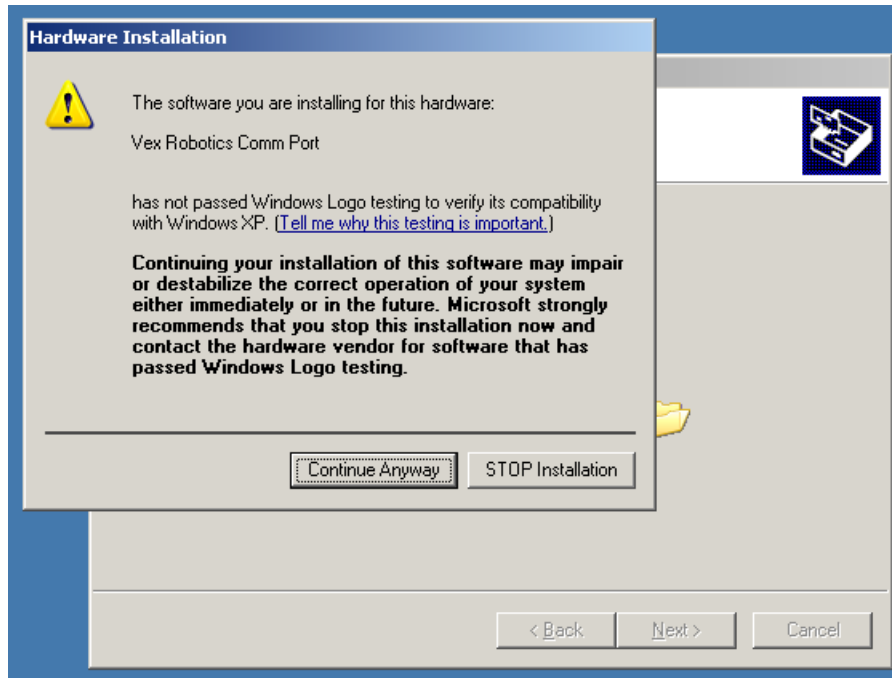 Hardware Installation
The software you are installing for this hardware:
Vex Robotics Comm Port
has not passed Windows Logo testing to verify its compatibility
with Windows XP. (Tell me why this testing is important.)
Continuing your installation of this software may impair
or destabilize the correct operation of your system
either immediately or in the future. Microsoft strongly
recommends that you stop this installation now and
contact the hardware vendor for software that has
passed Windows Logo testing.
Continue Anyway STOP Installation
< Back Next > Cancel